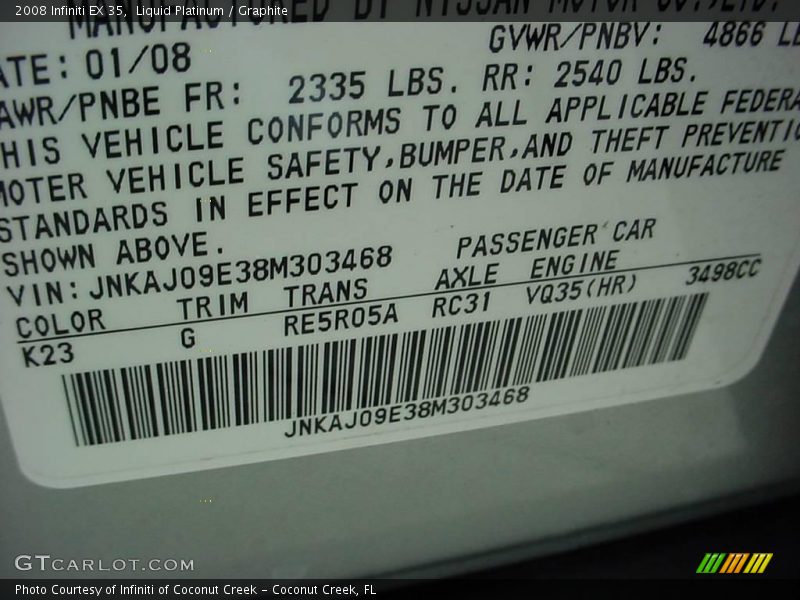 2008 Infiniti EX 35, Liquid Platinum / Graphite
MANUFACTURED BY NISSAN MOTOR CO.,LTD.
ATE: 01/08
GVWR/PNBV: 4866 LB
AWR/PNBE FR: 2335 LBS. RR: 2540 LBS.
HIS VEHICLE CONFORMS TO ALL APPLICABLE FEDERA
MOTER VEHICLE SAFETY,BUMPER,AND THEFT PREVENTIO
STANDARDS IN EFFECT ON THE DATE OF MANUFACTURE
SHOWN ABOVE.
VIN: JNKAJ09E38M303468 PASSENGER CAR
COLOR TRIM TRANS AXLE ENGINE
K23 G RE5R05A RC31 VQ35(HR) 3498CC
JNKAJ09E38M303468
GTCARLOT.COM
Photo Courtesy of Infiniti of Coconut Creek - Coconut Creek, FL